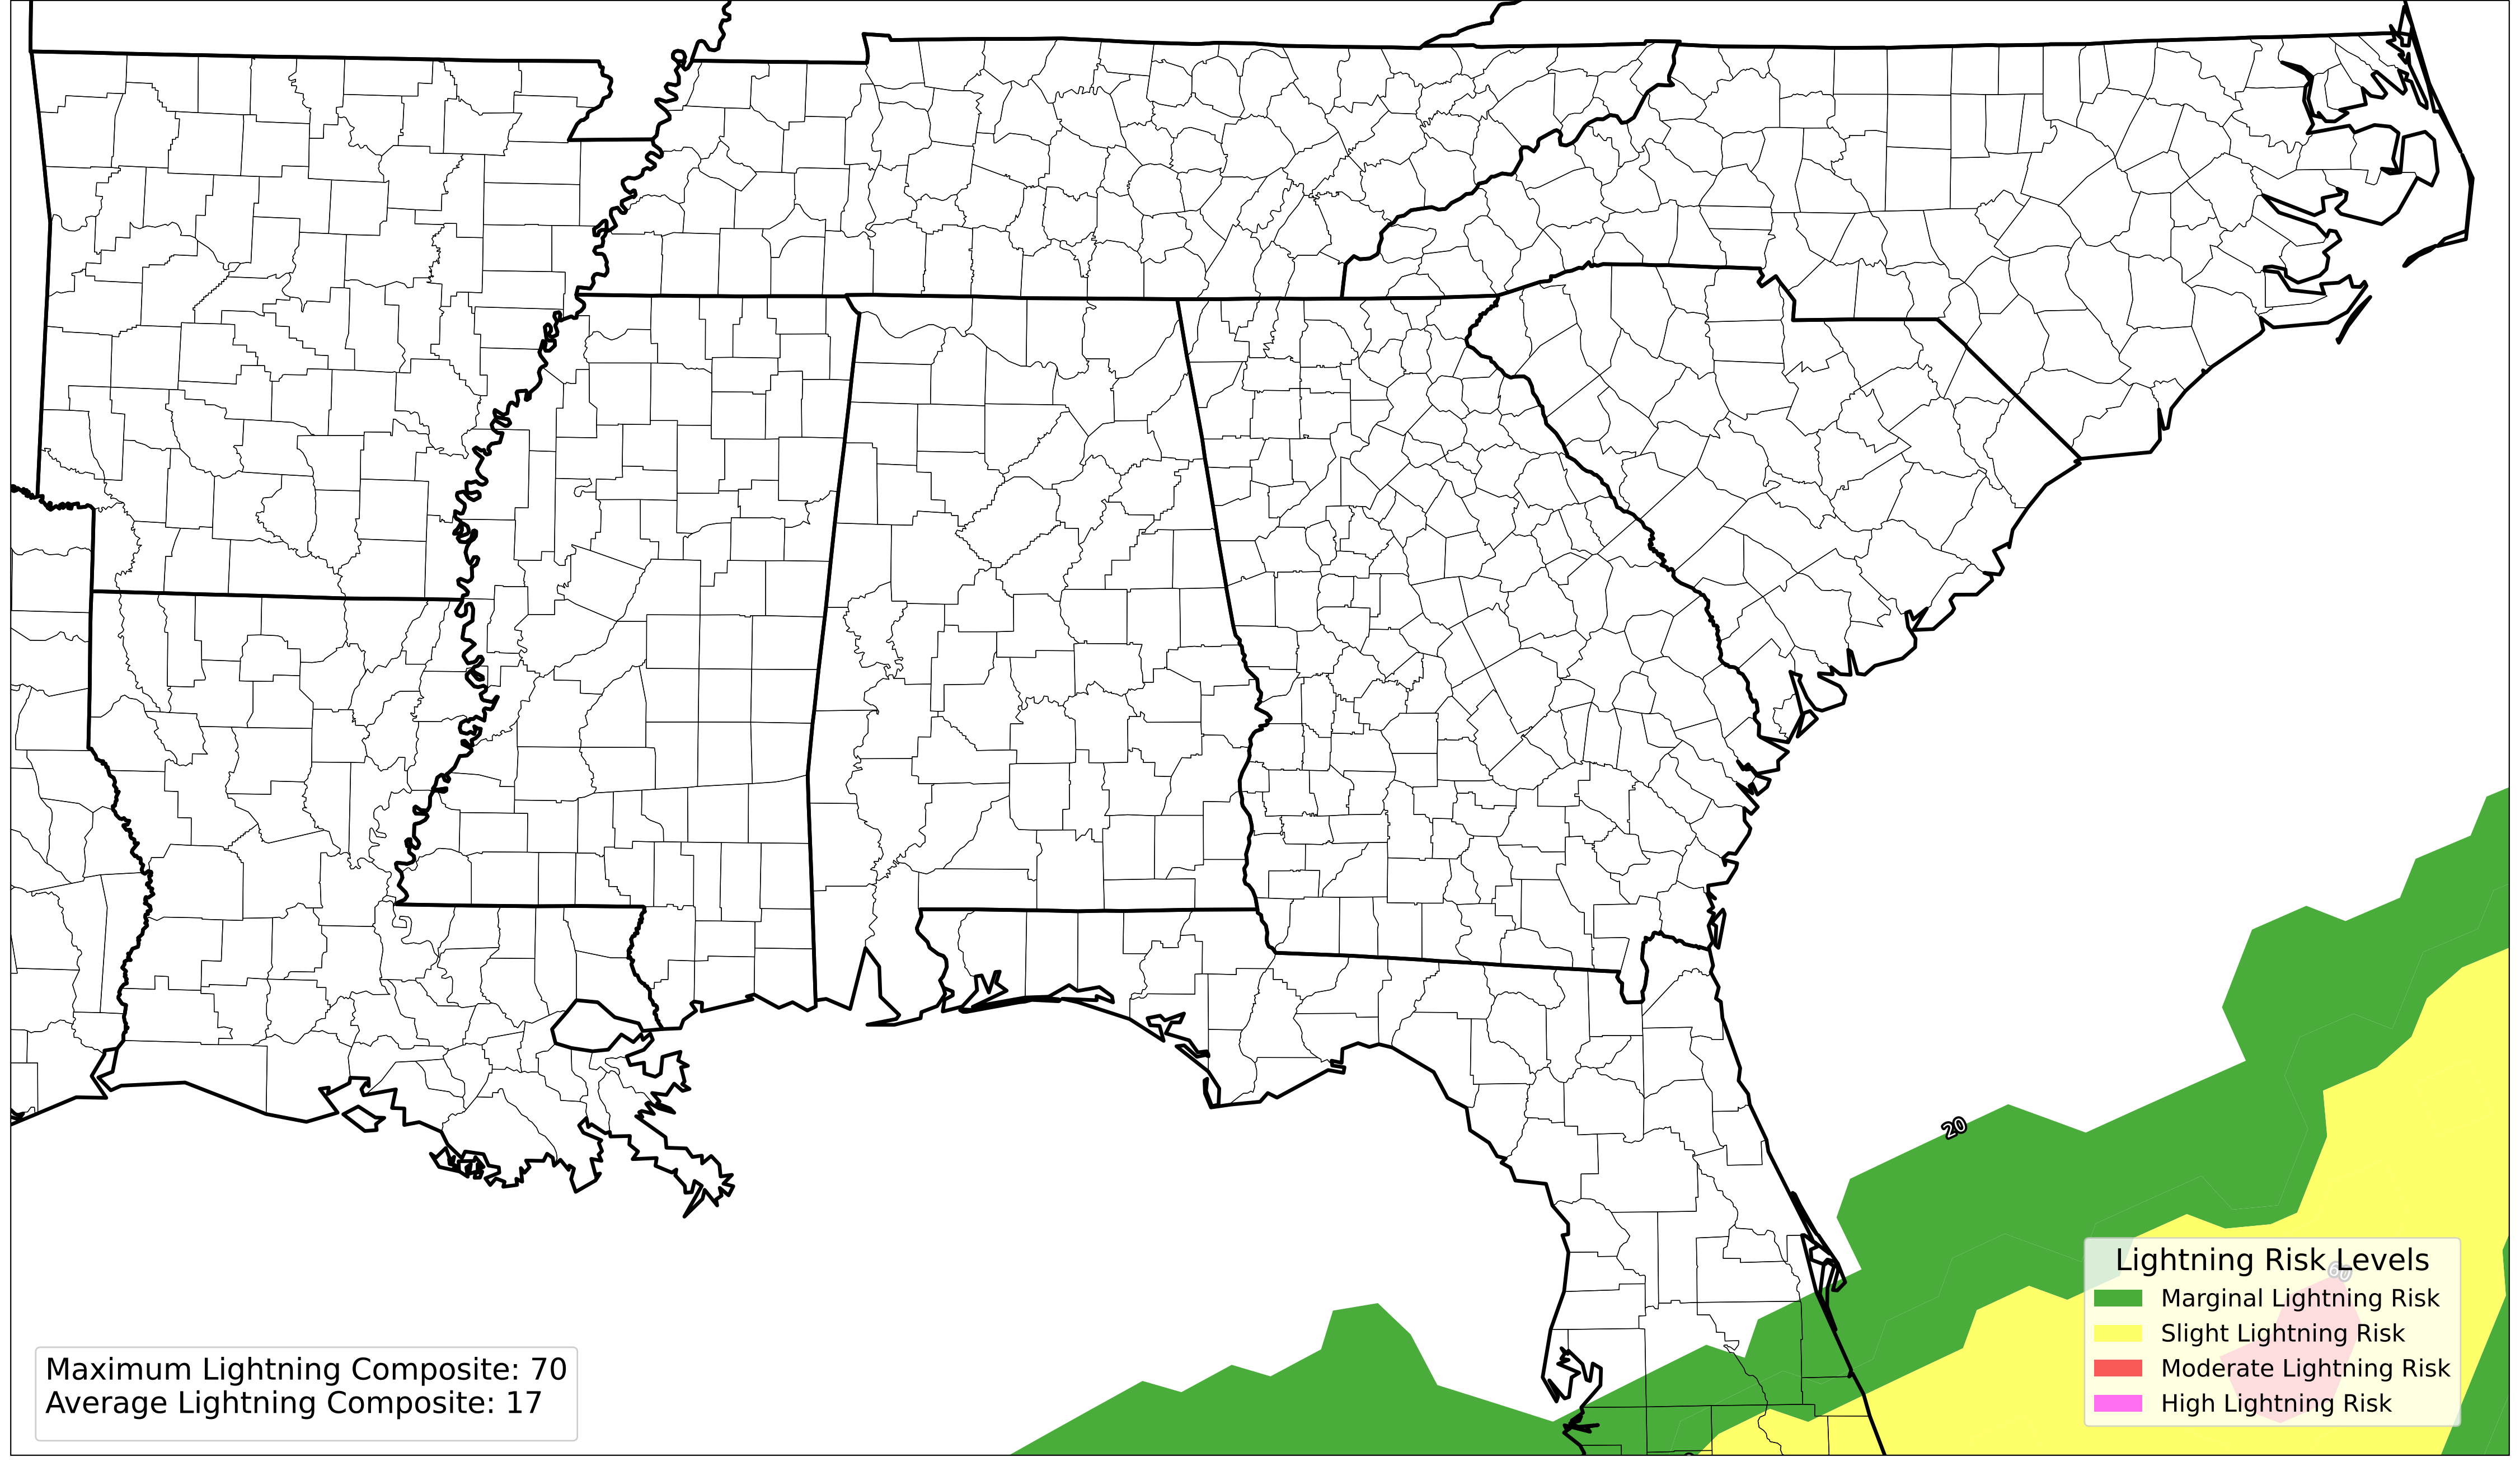 20
60
Lightning Risk Levels
Marginal Lightning Risk
Slight Lightning Risk
Moderate Lightning Risk
High Lightning Risk
Maximum Lightning Composite: 70
Average Lightning Composite: 17